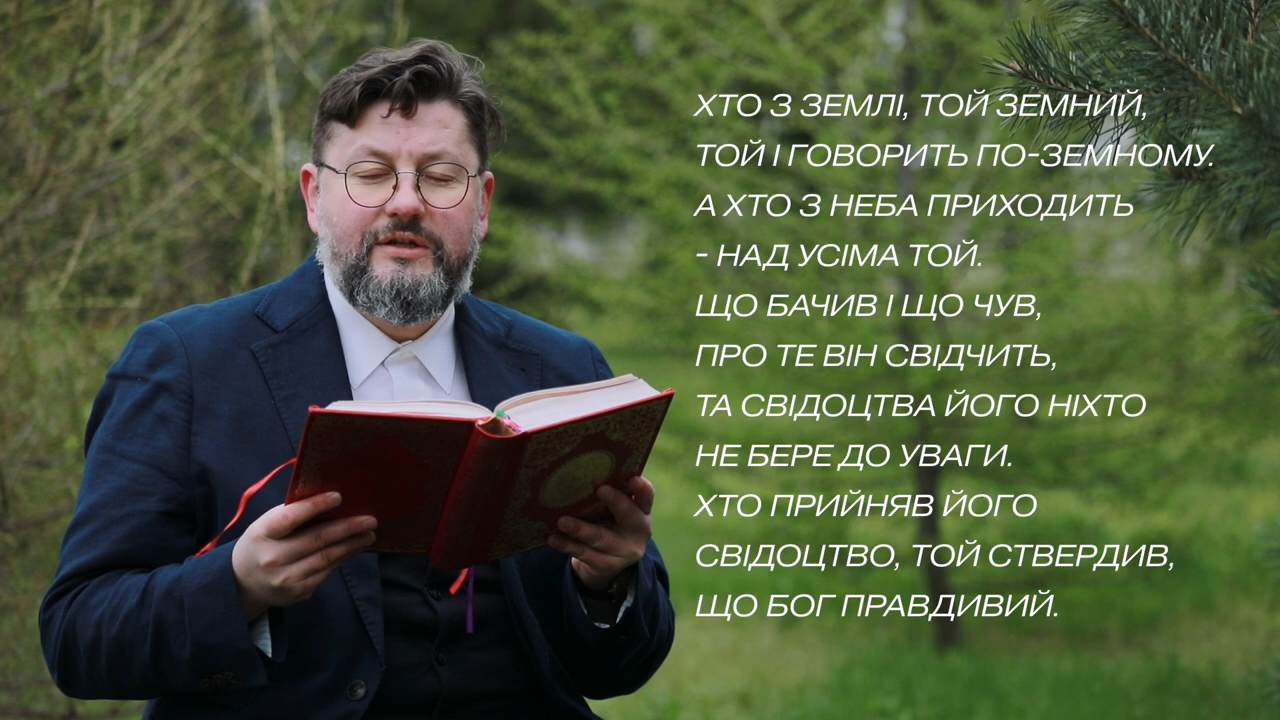 ХТО З ЗЕМЛІ, ТОЙ ЗЕМНИЙ,
ТОЙ І ГОВОРИТЬ ПО-ЗЕМНОМУ.
А ХТО З НЕБА ПРИХОДИТЬ
- НАД УСІМА ТОЙ.
ЩО БАЧИВ І ЩО ЧУВ,
ПРО ТЕ ВІН СВІДЧИТЬ,
ТА СВІДОЦТВА ЙОГО НІХТО
НЕ БЕРЕ ДО УВАГИ.
ХТО ПРИЙНЯВ ЙОГО
СВІДОЦТВО, ТОЙ СТВЕРДИВ,
ЩО БОГ ПРАВДИВИЙ.